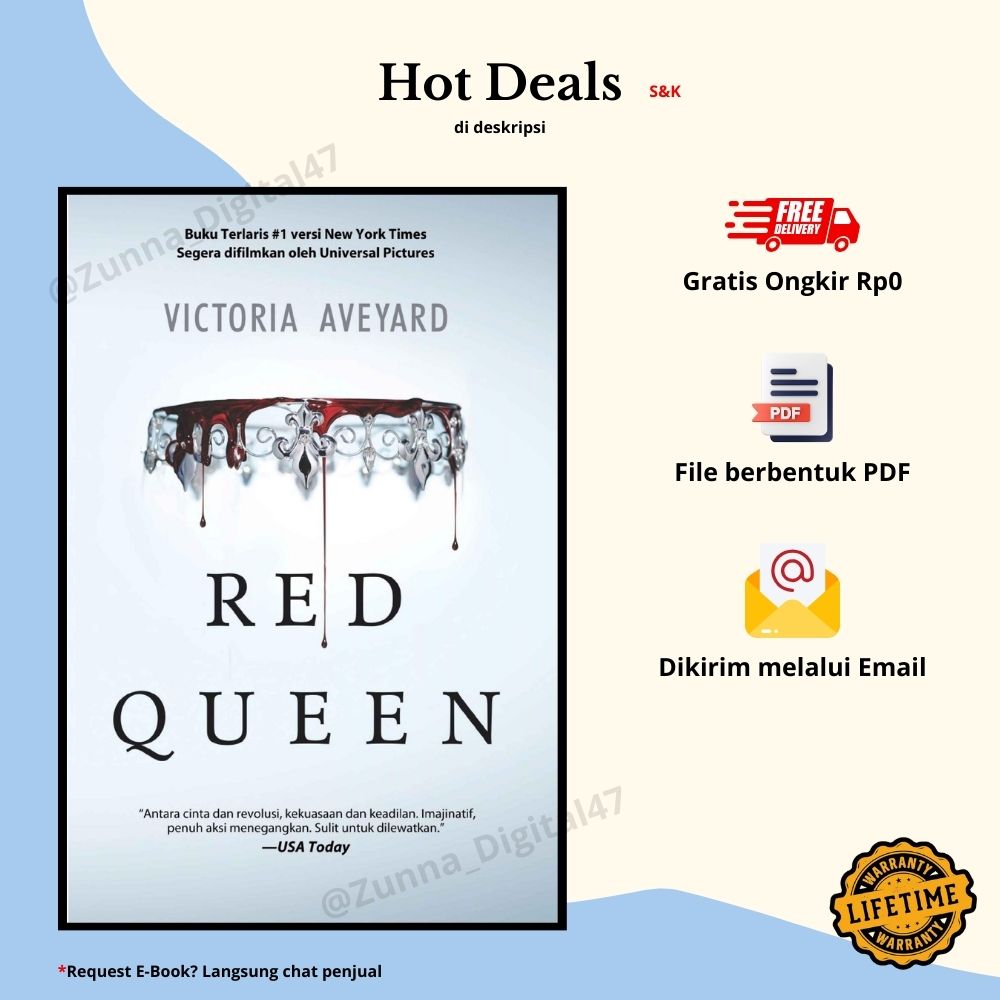 Hot Deals
S&K
di deskripsi
@Zunna_Digital47
Buku Terlaris #1 versi New York Times
Segera difilmkan oleh Universal Pictures
VICTORIA AVEYARD
RED
QUEEN
“Antara cinta dan revolusi, kekuasaan dan keadilan. Imajinatif,
penuh aksi menegangkan. Sulit untuk dilewatkan.”
—USA Today
@Zunna_Digital47
FREE
DELIVERY
Gratis Ongkir Rp0
PDF
File berbentuk PDF
@
Dikirim melalui Email
WARRANTY
LIFETIME
WARRANTY
*Request E-Book? Langsung chat penjual